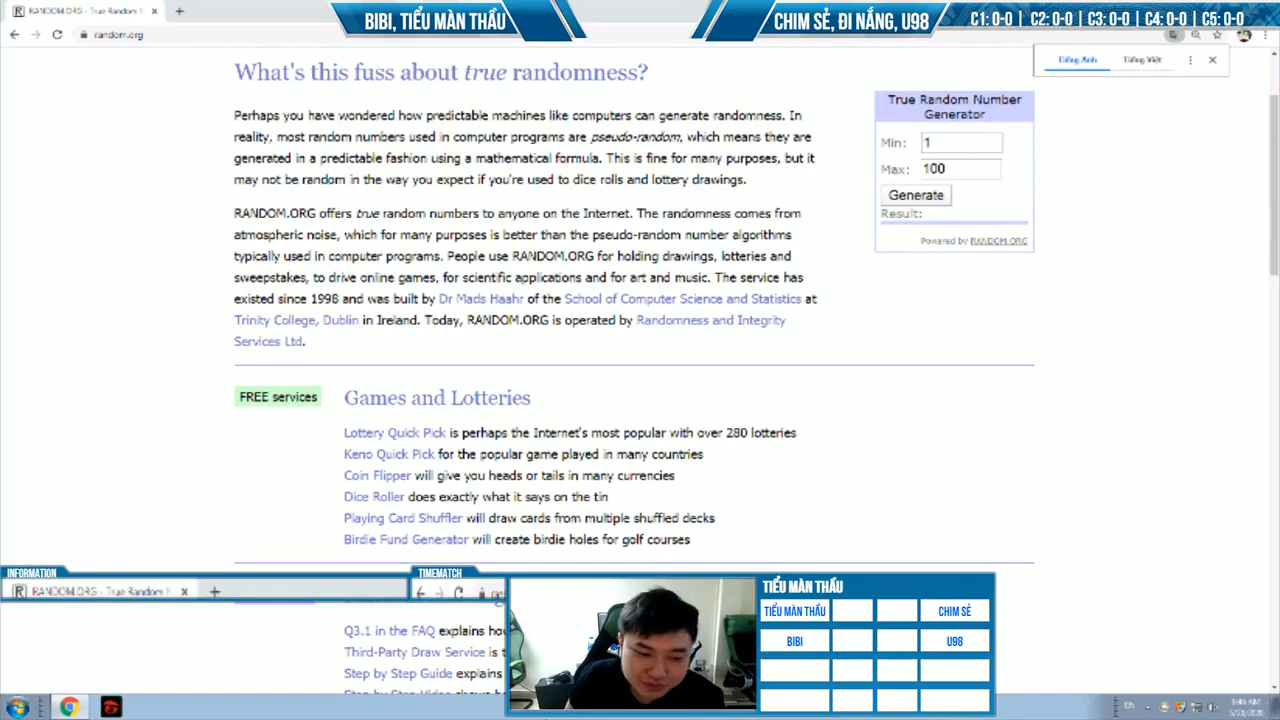 RANDOM.ORG - True Random N
BIBI, TIỂU MÀN THẦU
CHIM SẺ, ĐI NẮNG, U98
C1: 0-0 | C2: 0-0 | C3: 0-0 | C4: 0-0 | C5: 0-0
random.org
Tiếng Anh
Tiếng Việt
What's this fuss about true randomness?
Perhaps you have wondered how predictable machines like computers can generate randomness. In
reality, most random numbers used in computer programs are pseudo-random, which means they are
generated in a predictable fashion using a mathematical formula. This is fine for many purposes, but it
may not be random in the way you expect if you're used to dice rolls and lottery drawings.
RANDOM.ORG offers true random numbers to anyone on the Internet. The randomness comes from
atmospheric noise, which for many purposes is better than the pseudo-random number algorithms
typically used in computer programs. People use RANDOM.ORG for holding drawings, lotteries and
sweepstakes, to drive online games, for scientific applications and for art and music. The service has
existed since 1998 and was built by Dr Mads Haahr of the School of Computer Science and Statistics at
Trinity College, Dublin in Ireland. Today, RANDOM.ORG is operated by Randomness and Integrity
Services Ltd.
True Random Number
Generator
Min: 1
Max: 100
Generate
Result:
Powered by RANDOM.ORG
FREE services
Games and Lotteries
Lottery Quick Pick is perhaps the Internet's most popular with over 280 lotteries
Keno Quick Pick for the popular game played in many countries
Coin Flipper will give you heads or tails in many currencies
Dice Roller does exactly what it says on the tin
Playing Card Shuffler will draw cards from multiple shuffled decks
Birdie Fund Generator will create birdie holes for golf courses
INFORMATION
TIMEMATCH
RANDOM.ORG - True Random N
Q3.1 in the FAQ explains how
Third-Party Draw Service is t
Step by Step Guide explains
TIỂU MÀN THẦU
TIỂU MÀN THẦU
CHIM SẺ
BIBI
U98
EN